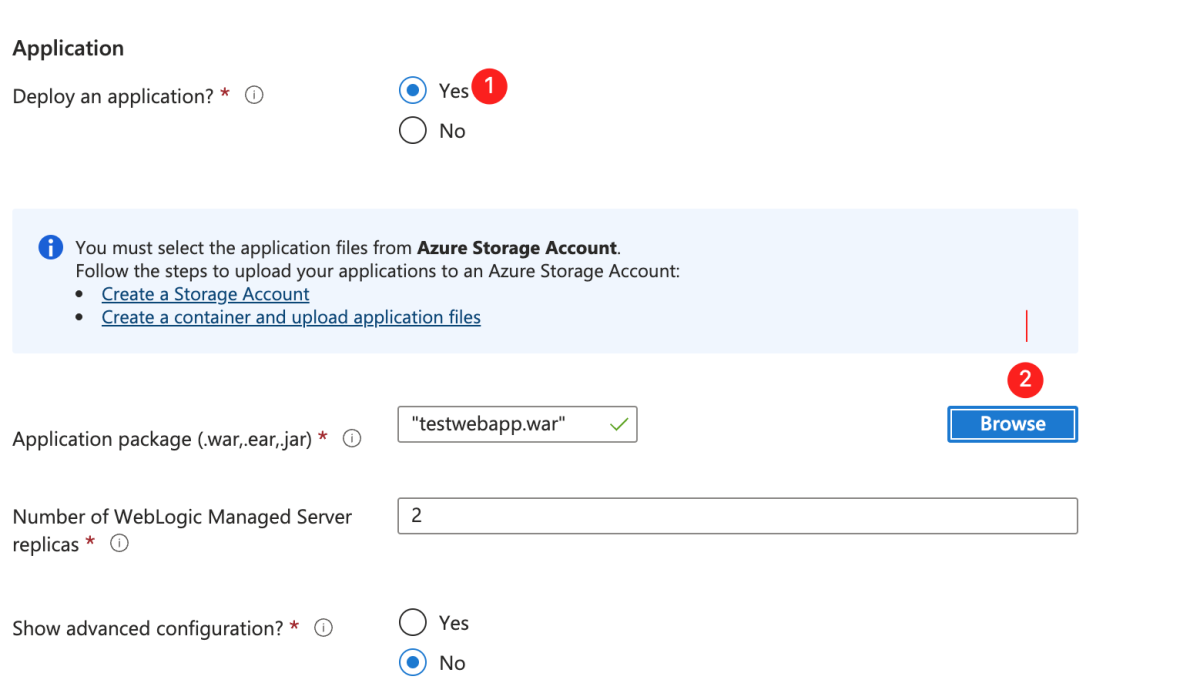 Application
Deploy an application? *
Yes
1
No
You must select the application files from Azure Storage Account.
Follow the steps to upload your applications to an Azure Storage Account:
• Create a Storage Account
• Create a container and upload application files
2
Application package (.war,.ear,.jar) *
"testwebapp.war"
Browse
Number of WebLogic Managed Server
replicas *
2
Show advanced configuration? *
Yes
No